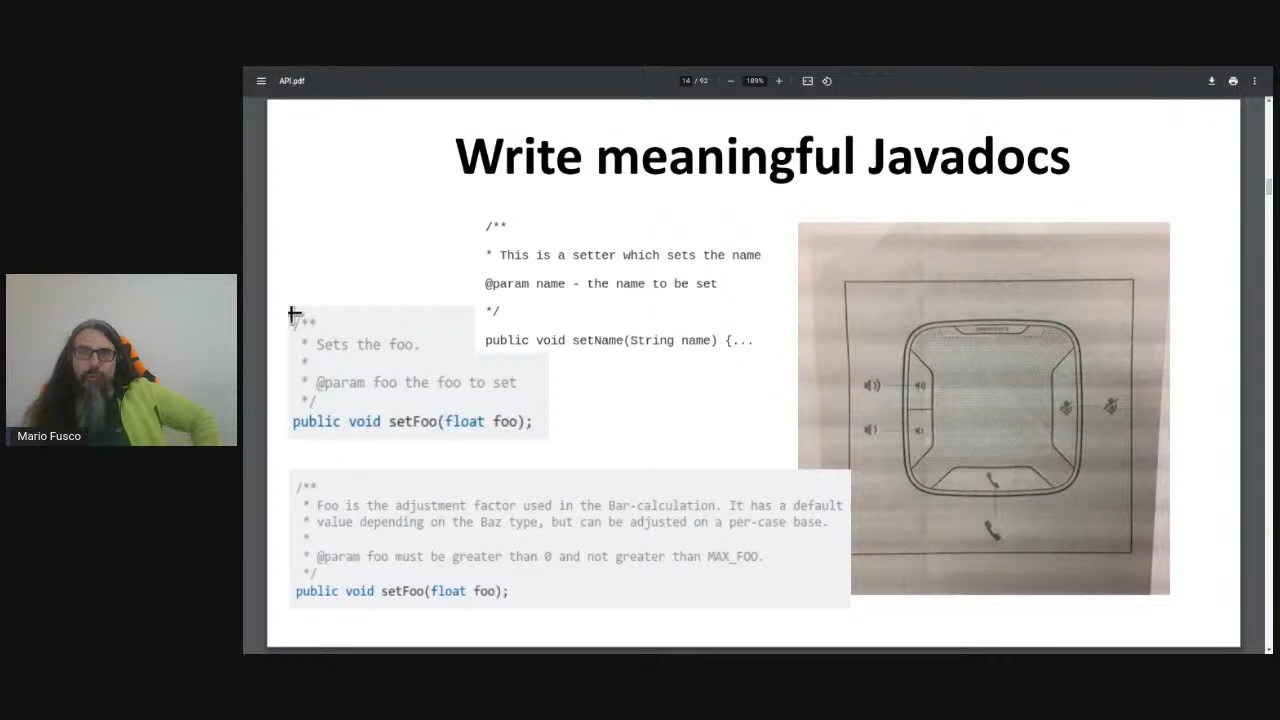 API.pdf
14 / 92
189%
Write meaningful Javadocs
/**
* This is a setter which sets the name
@param name - the name to be set
*/
public void setName(String name) {...
/**
* Sets the foo.
*
* @param foo the foo to set
*/
public void setFoo(float foo);
/**
* Foo is the adjustment factor used in the Bar-calculation. It has a default
* value depending on the Baz type, but can be adjusted on a per-case base.
*
* @param foo must be greater than 0 and not greater than MAX_FOO.
*/
public void setFoo(float foo);
Mario Fusco